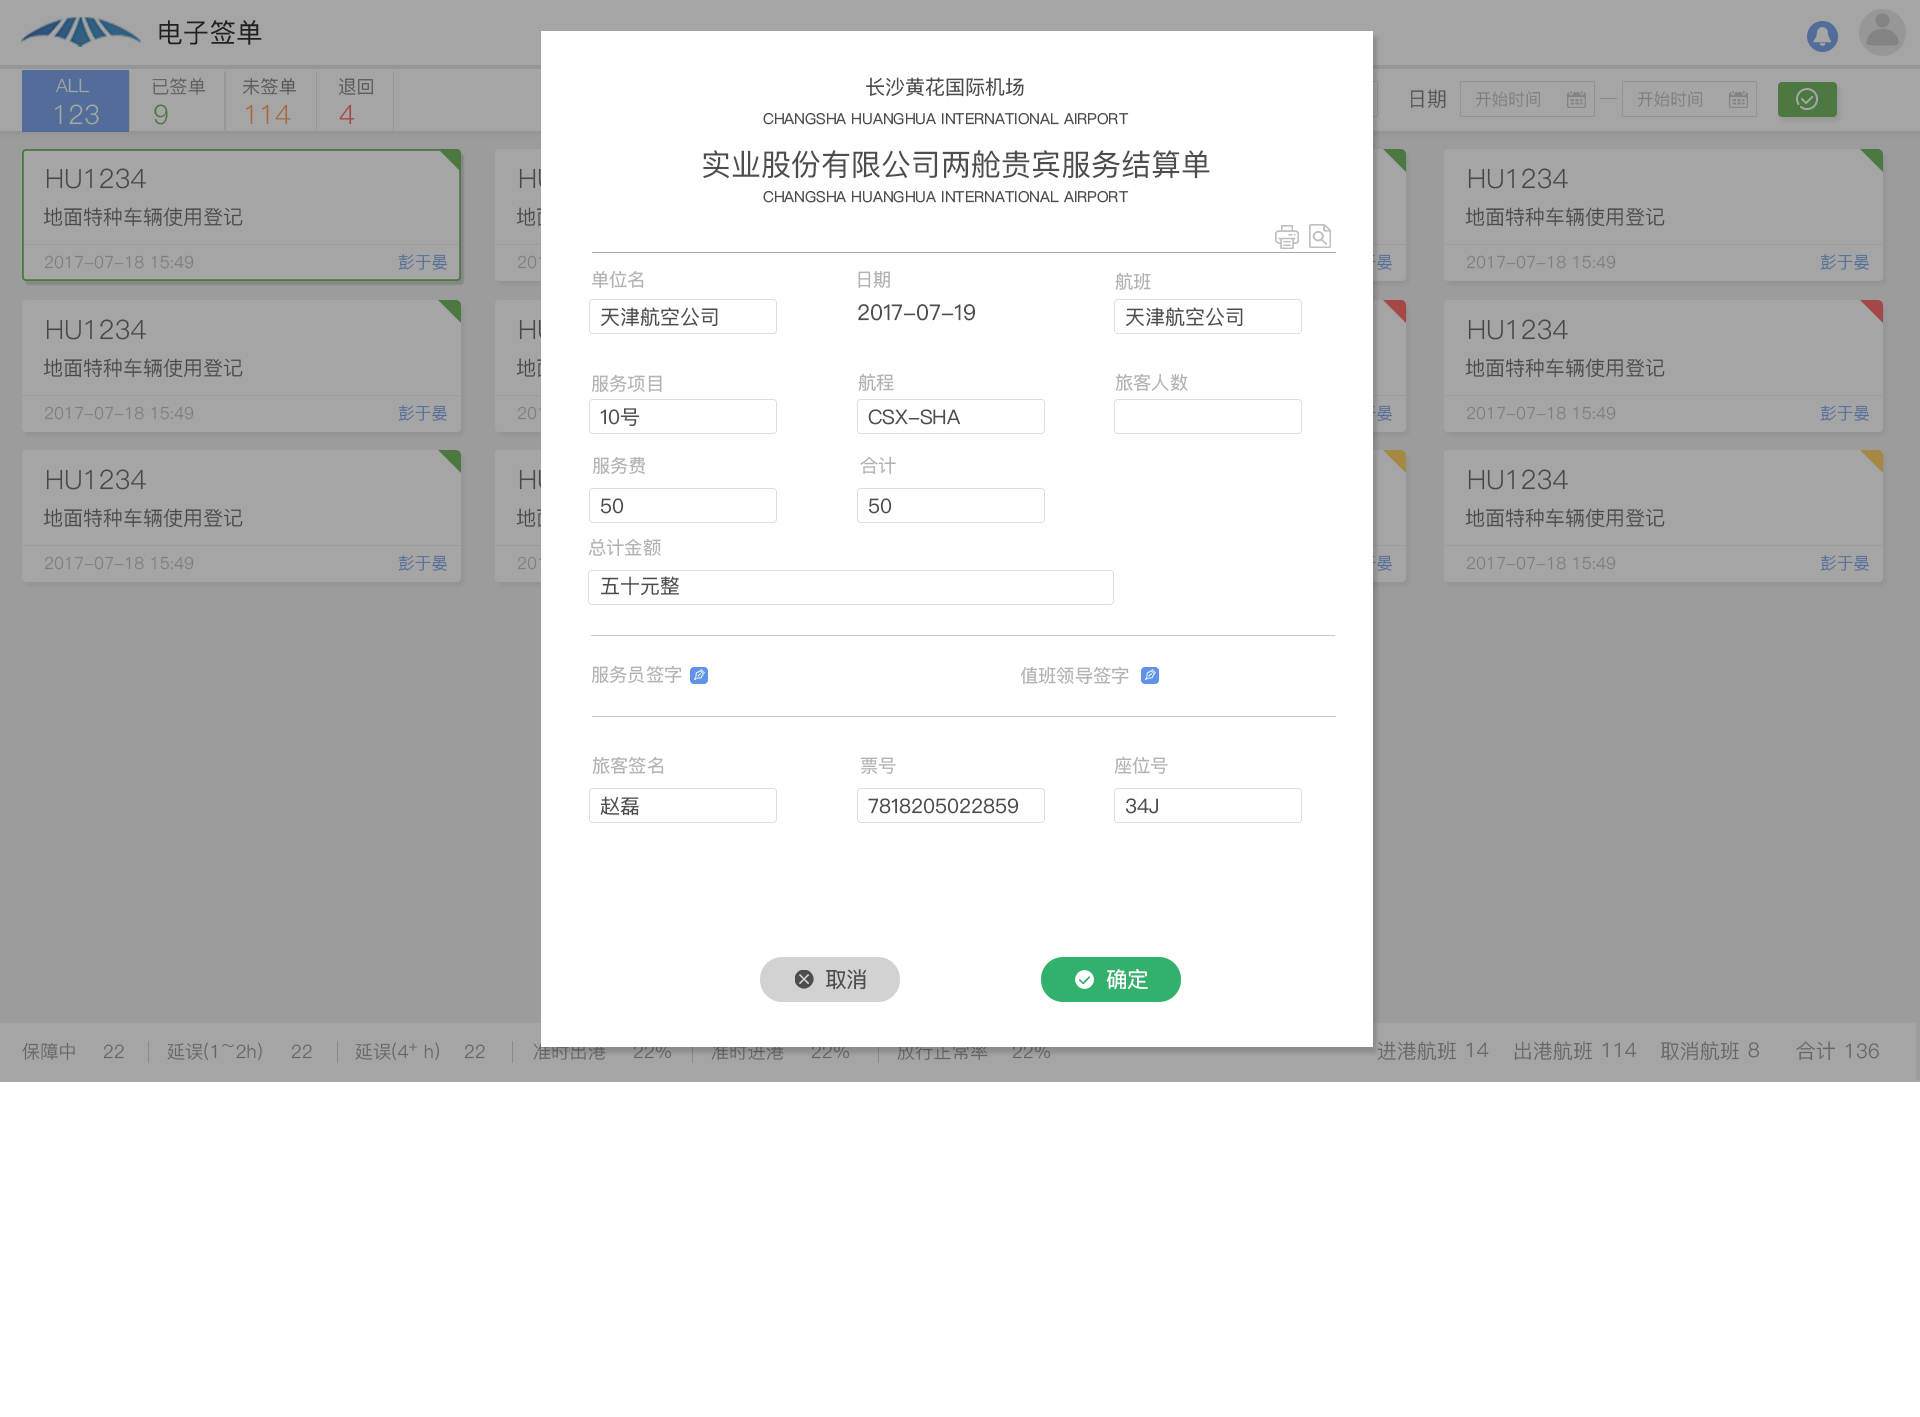 电子签单
ALL
123
已签单
9
未签单
114
退回
4
日期
开始时间
开始时间
HU1234
地面特种车辆使用登记
2017-07-18 15:49
彭于晏
HU1234
地面特种车辆使用登记
2017-07-18 15:49
彭于晏
HU1234
地面特种车辆使用登记
2017-07-18 15:49
彭于晏
HU1234
地面特种车辆使用登记
2017-07-18 15:49
彭于晏
HU1234
地面特种车辆使用登记
2017-07-18 15:49
彭于晏
HU1234
地面特种车辆使用登记
2017-07-18 15:49
彭于晏
长沙黄花国际机场
CHANGSHA HUANGHUA INTERNATIONAL AIRPORT
实业股份有限公司两舱贵宾服务结算单
CHANGSHA HUANGHUA INTERNATIONAL AIRPORT
单位名
天津航空公司
日期
2017-07-19
航班
天津航空公司
服务项目
10号
航程
CSX-SHA
旅客人数
服务费
50
合计
50
总计金额
五十元整
服务员签字
值班领导签字
旅客签名
赵磊
票号
7818205022859
座位号
34J
取消
确定
保障中 22
延误(1~2h) 22
延误(4+ h) 22
准时出港 22%
准时进港 22%
放行正常率 22%
进港航班 14
出港航班 114
取消航班 8
合计 136